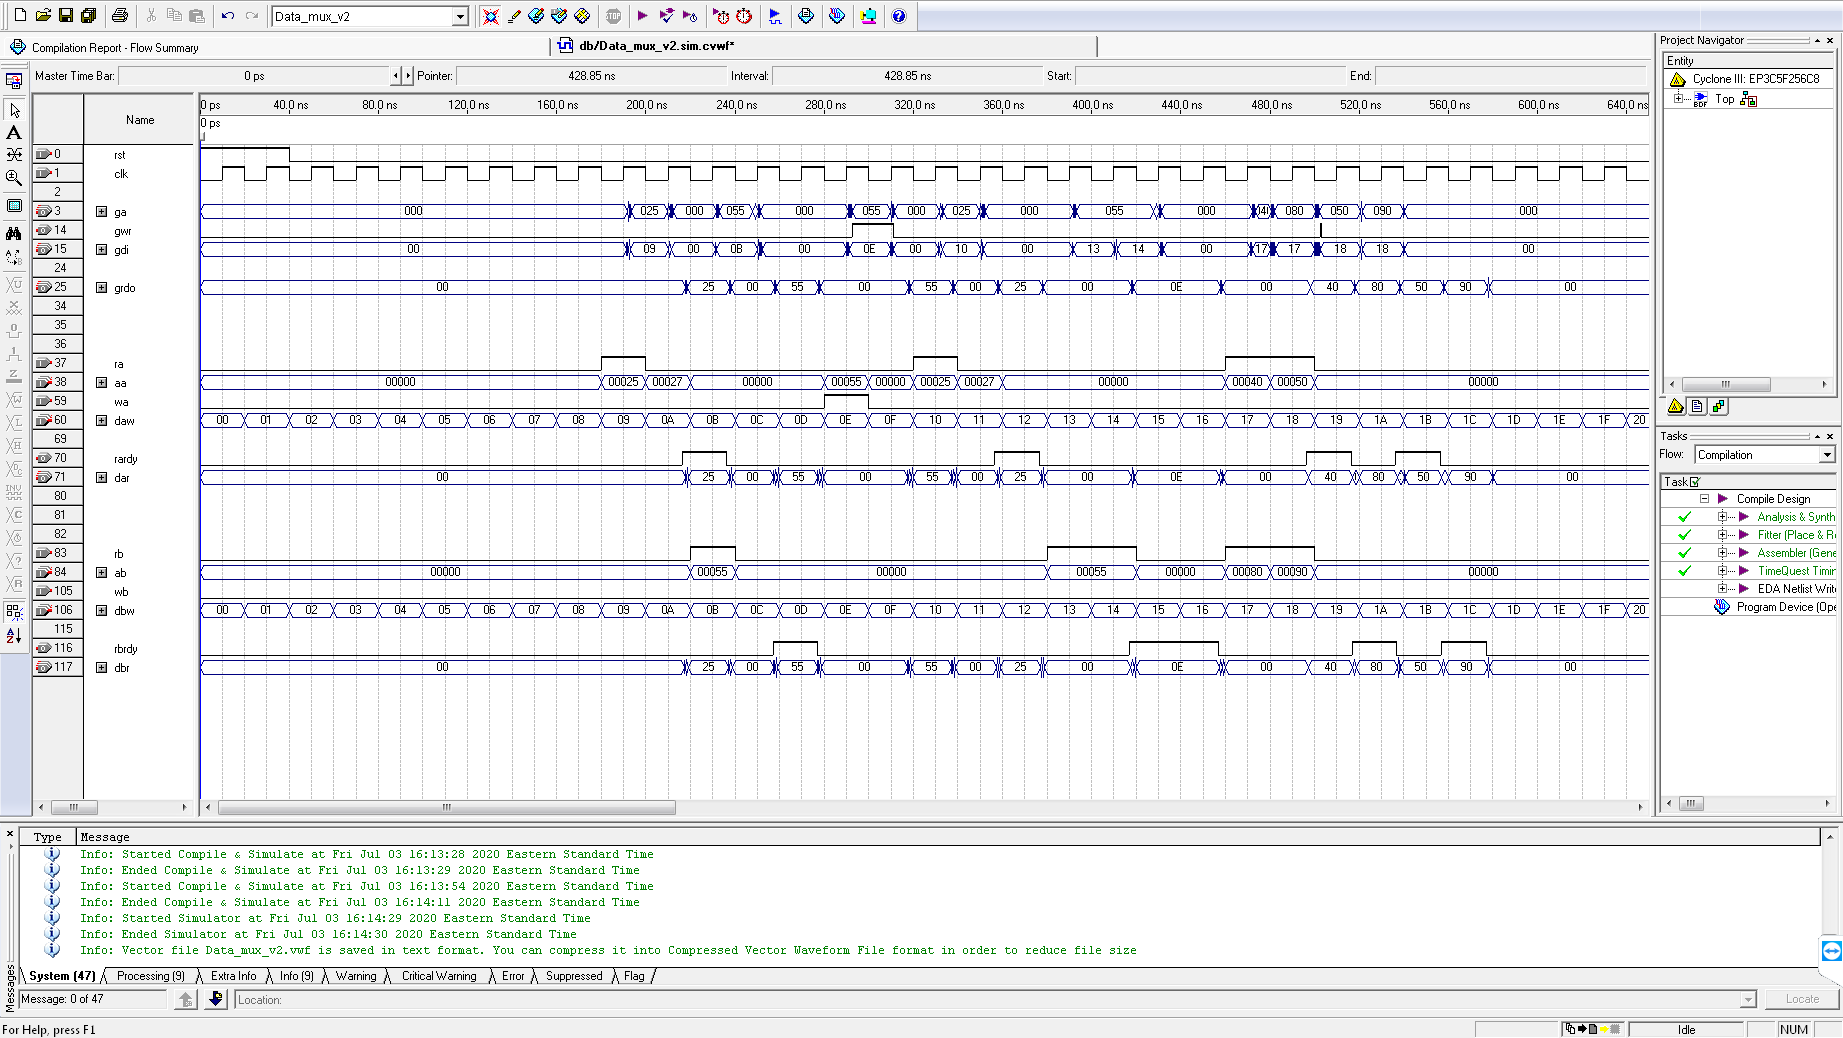 Data_mux_v2
Compilation Report - Flow Summary
db/Data_mux_v2.sim.cvwf*
Master Time Bar: 0 ps Pointer: 428.85 ns Interval: 428.85 ns Start: End:
Name
0 ps 40.0 ns 80.0 ns 120.0 ns 160.0 ns 200.0 ns 240.0 ns 280.0 ns 320.0 ns 360.0 ns 400.0 ns 440.0 ns 480.0 ns 520.0 ns 560.0 ns 600.0 ns 640.0 ns
0 ps
0 rst
1 clk
2
3 ga 000 025 000 055 000 055 000 025 000 055 000 040 080 050 090 000
14 gwr
15 gdi 00 09 00 0B 00 0E 00 10 00 13 14 00 17 17 18 18 00
24
25 grdo 00 25 00 55 00 55 00 25 00 0E 00 40 80 50 90 00
34
35
36
37 ra
38 aa 00000 00025 00027 00000 00055 00000 00025 00027 00000 00040 00050 00000
59 wa
60 daw 00 01 02 03 04 05 06 07 08 09 0A 0B 0C 0D 0E 0F 10 11 12 13 14 15 16 17 18 19 1A 1B 1C 1D 1E 1F 20
69
70 rardy
71 dar 00 25 00 55 00 55 00 25 00 0E 00 40 80 50 90 00
80
81
82
83 rb
84 ab 00000 00055 00000 00055 00000 00080 00090 00000
105 wb
106 dbw 00 01 02 03 04 05 06 07 08 09 0A 0B 0C 0D 0E 0F 10 11 12 13 14 15 16 17 18 19 1A 1B 1C 1D 1E 1F 20
115
116 rbrdy
117 dbr 00 25 00 55 00 55 00 25 00 0E 00 40 80 50 90 00
Project Navigator
Entity
Cyclone III: EP3C5F256C8
Top
Tasks
Flow: Compilation
Task
Compile Design
Analysis & Synth
Fitter (Place & R
Assembler (Gene
TimeQuest Timin
EDA Netlist Writ
Program Device (Ope
Type Message
Info: Started Compile & Simulate at Fri Jul 03 16:13:28 2020 Eastern Standard Time
Info: Ended Compile & Simulate at Fri Jul 03 16:13:29 2020 Eastern Standard Time
Info: Started Compile & Simulate at Fri Jul 03 16:13:54 2020 Eastern Standard Time
Info: Ended Compile & Simulate at Fri Jul 03 16:14:11 2020 Eastern Standard Time
Info: Started Simulator at Fri Jul 03 16:14:29 2020 Eastern Standard Time
Info: Ended Simulator at Fri Jul 03 16:14:30 2020 Eastern Standard Time
Info: Vector file Data_mux_v2.vwf is saved in text format. You can compress it into Compressed Vector Waveform File format in order to reduce file size
System (47) Processing (9) Extra Info Info (9) Warning Critical Warning Error Suppressed Flag
Messages
Message: 0 of 47 Location: Locate
For Help, press F1 Idle NUM